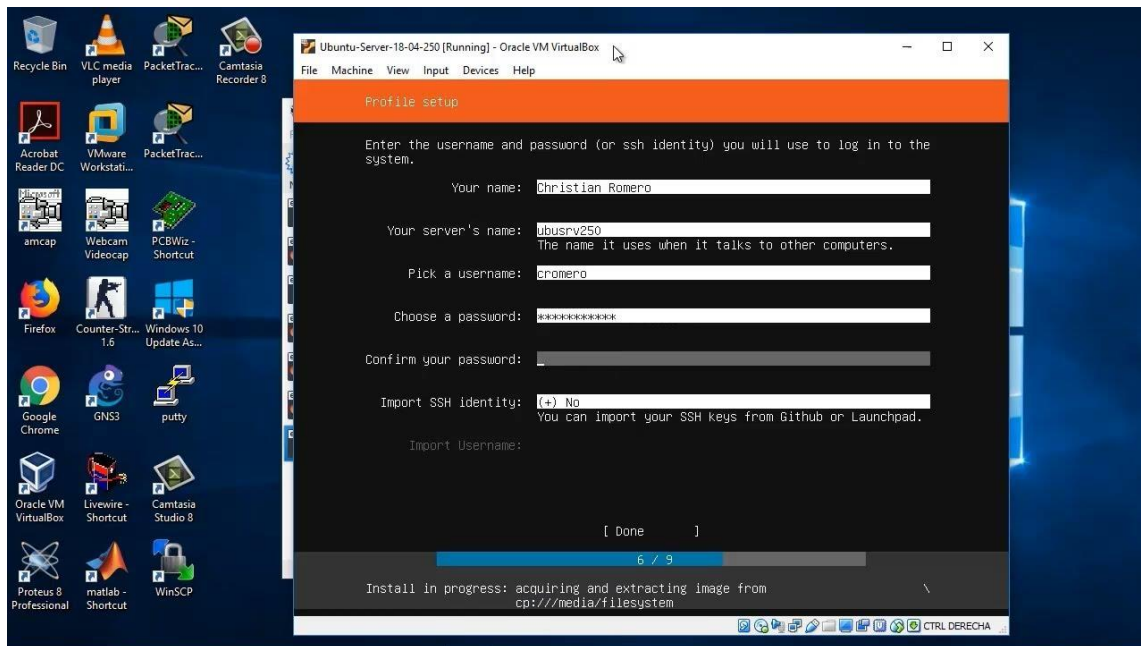 Recycle Bin
VLC media
player
PacketTrac...
Camtasia
Recorder 8
Acrobat
Reader DC
VMware
Workstati...
PacketTrac...
Microsoft
amcap
Webcam
Videocap
PCBWiz -
Shortcut
Firefox
Counter-Str...
1.6
Windows 10
Update As...
Google
Chrome
GNS3
putty
Oracle VM
VirtualBox
Livewire -
Shortcut
Camtasia
Studio 8
Proteus 8
Professional
matlab -
Shortcut
WinSCP
Ubuntu-Server-18-04-250 [Running] - Oracle VM VirtualBox
File Machine View Input Devices Help
Profile setup
Enter the username and password (or ssh identity) you will use to log in to the
system.
Your name: Christian Romero
Your server's name: ubusrv250
The name it uses when it talks to other computers.
Pick a username: cromero
Choose a password: ***********
Confirm your password: _
Import SSH identity: (+) No
You can import your SSH keys from Github or Launchpad.
Import Username:
[ Done ]
6 / 9
Install in progress: acquiring and extracting image from \
cp:///media/filesystem
CTRL DERECHA